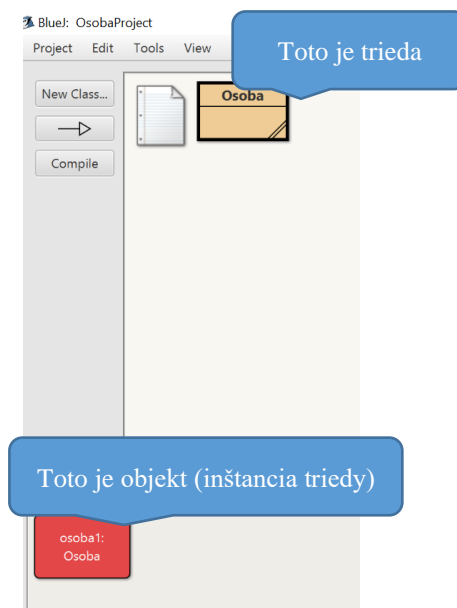 BlueJ: OsobaProject
Project Edit Tools View
Toto je trieda
New Class...
Osoba
Compile
Toto je objekt (inštancia triedy)
osoba1:
Osoba